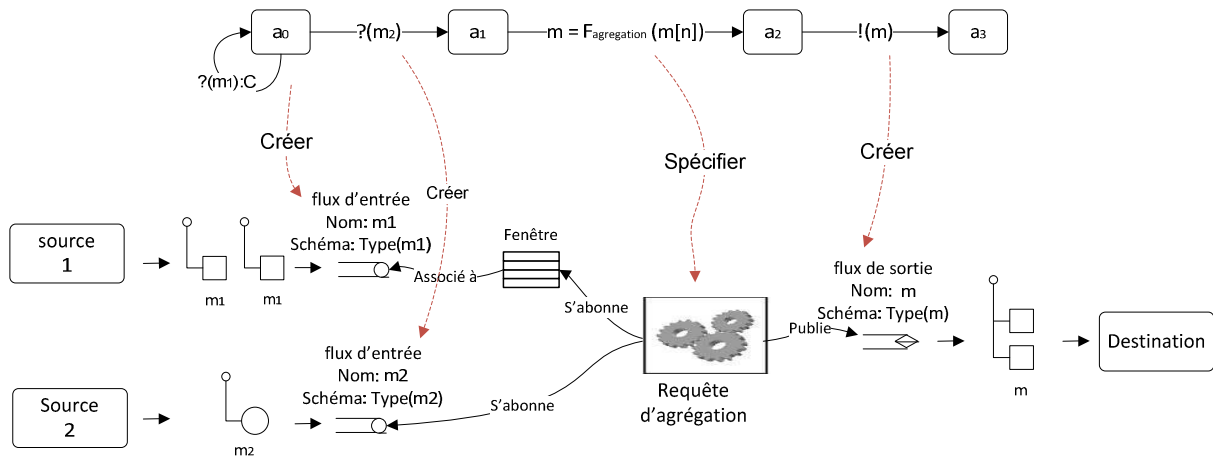 a0
?(m2)
a1
m = Fagregation (m[n])
a2
!(m)
a3
?(m1):C
Créer
Créer
Spécifier
Créer
source
1
m1
m1
flux d'entrée
Nom: m1
Schéma: Type(m1)
Fenêtre
Associé à
S'abonne
flux de sortie
Nom: m
Schéma: Type(m)
Publie
m
Destination
Source
2
m2
flux d'entrée
Nom: m2
Schéma: Type(m2)
S'abonne
Requête
d'agrégation